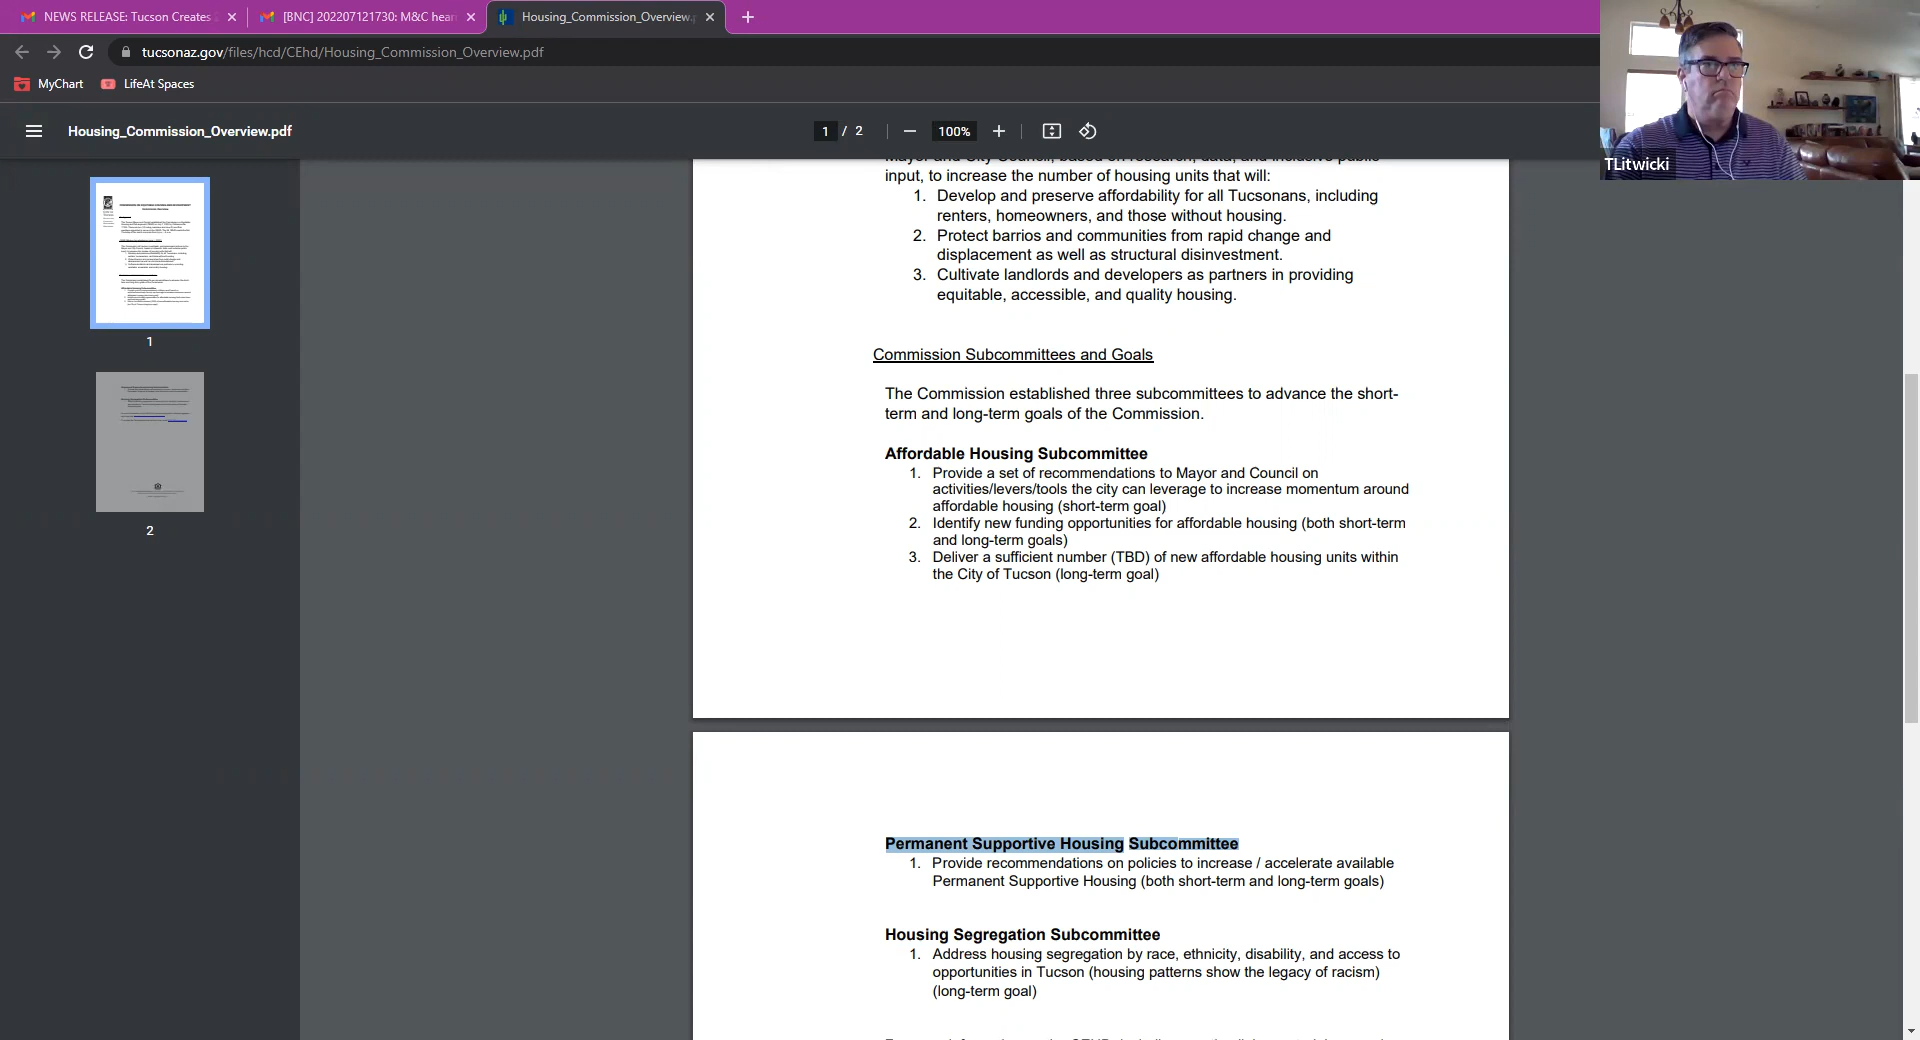 NEWS RELEASE: Tucson Creates
[BNC] 202207121730: M&C hear
Housing_Commission_Overview.p
tucsonaz.gov/files/hcd/CEhd/Housing_Commission_Overview.pdf
MyChart
LifeAt Spaces
Housing_Commission_Overview.pdf
1 / 2
100%
TLitwicki
1
2
Mayor and City Council, based on research, data, and inclusive public
input, to increase the number of housing units that will:
1. Develop and preserve affordability for all Tucsonans, including
renters, homeowners, and those without housing.
2. Protect barrios and communities from rapid change and
displacement as well as structural disinvestment.
3. Cultivate landlords and developers as partners in providing
equitable, accessible, and quality housing.
Commission Subcommittees and Goals
The Commission established three subcommittees to advance the short-
term and long-term goals of the Commission.
Affordable Housing Subcommittee
1. Provide a set of recommendations to Mayor and Council on
activities/levers/tools the city can leverage to increase momentum around
affordable housing (short-term goal)
2. Identify new funding opportunities for affordable housing (both short-term
and long-term goals)
3. Deliver a sufficient number (TBD) of new affordable housing units within
the City of Tucson (long-term goal)
Permanent Supportive Housing Subcommittee
1. Provide recommendations on policies to increase / accelerate available
Permanent Supportive Housing (both short-term and long-term goals)
Housing Segregation Subcommittee
1. Address housing segregation by race, ethnicity, disability, and access to
opportunities in Tucson (housing patterns show the legacy of racism)
(long-term goal)